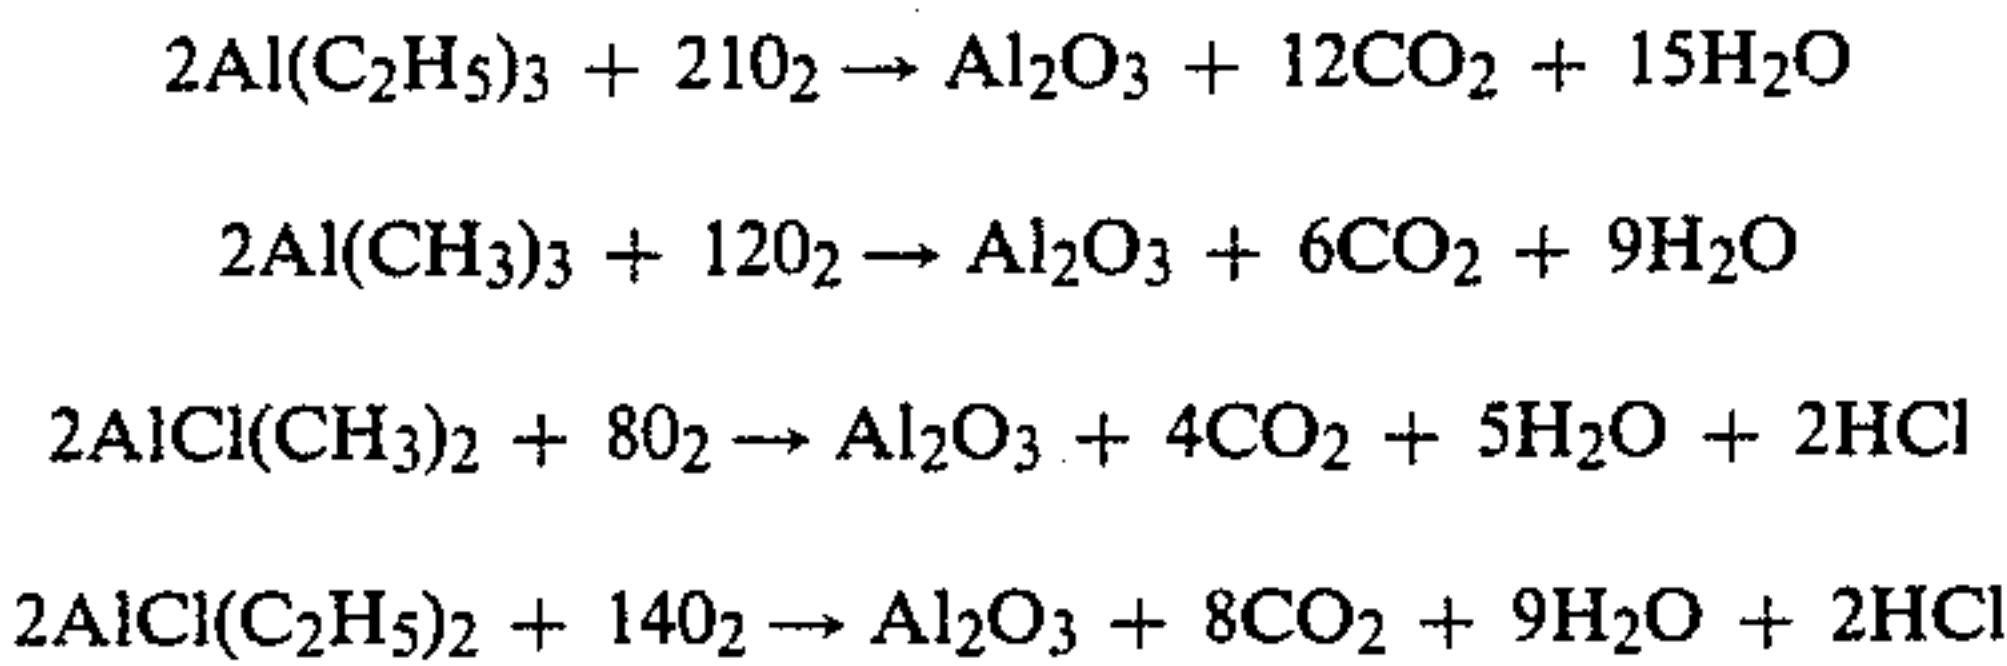 2Al(C₂H₅)₃ + 21O₂ → Al₂O₃ + 12CO₂ + 15H₂O
2Al(CH₃)₃ + 12O₂ → Al₂O₃ + 6CO₂ + 9H₂O
2AlCl(CH₃)₂ + 8O₂ → Al₂O₃ + 4CO₂ + 5H₂O + 2HCl
2AlCl(C₂H₅)₂ + 14O₂ → Al₂O₃ + 8CO₂ + 9H₂O + 2HCl